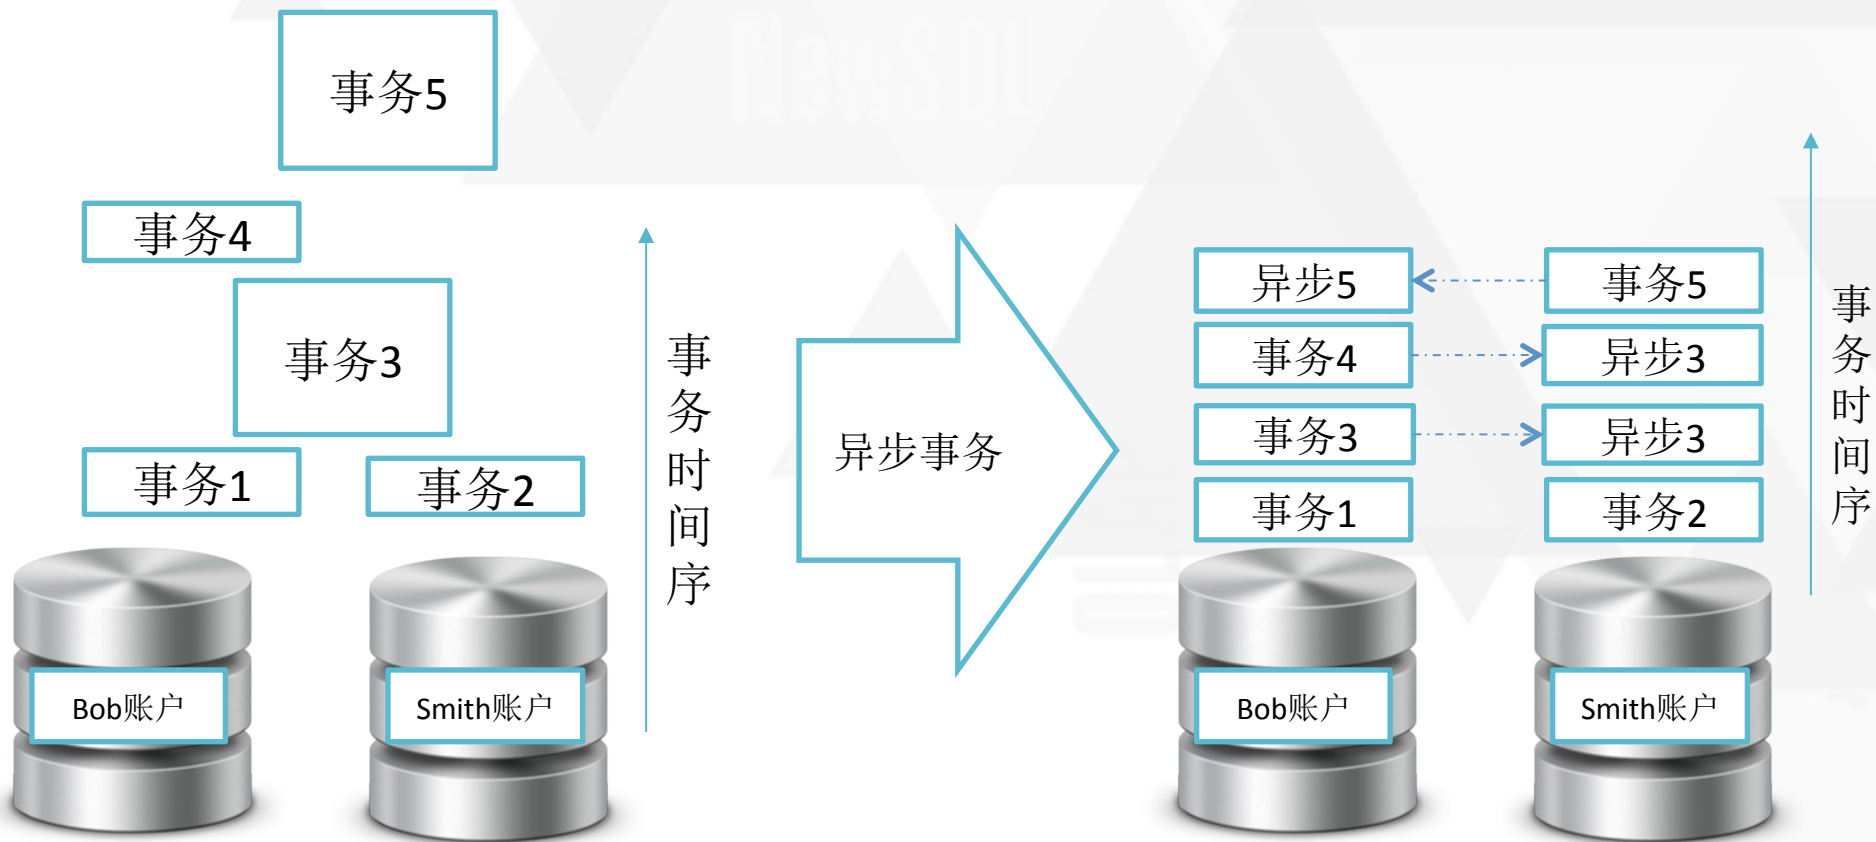 事务5
事务4
事务3
事务1
事务2
Bob账户
Smith账户
事务时间序
异步事务
异步5
事务5
事务4
异步3
事务3
异步3
事务1
事务2
Bob账户
Smith账户
事务时间序
NewSQL